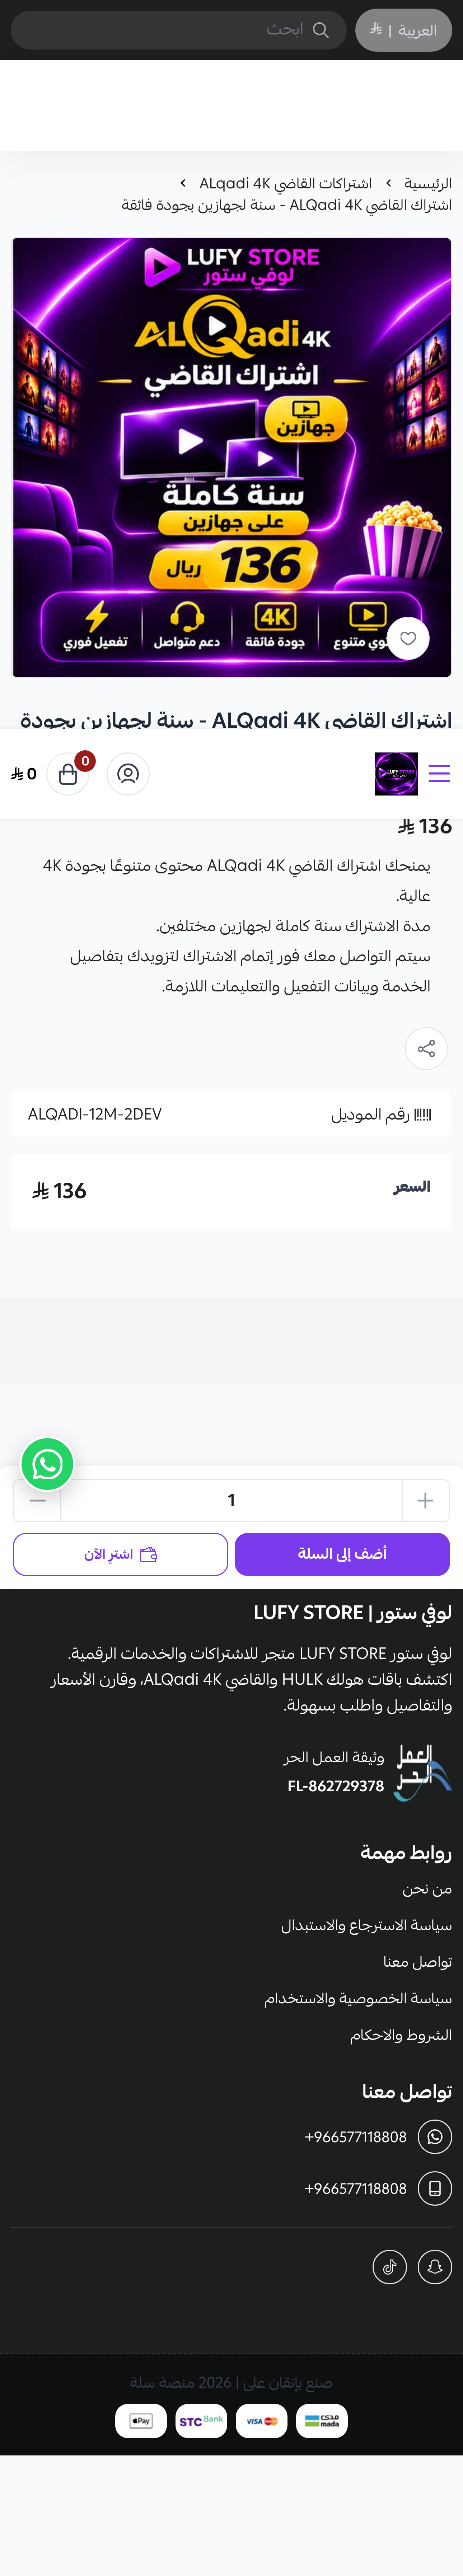 العربية | 
ابحث
الرئيسية
اشتراكات القاضي ALqadi 4K
اشتراك القاضي ALQadi 4K - سنة لجهازين بجودة فائقة
LUFY STORE
لوفي ستور
ALQadi 4K
اشتراك القاضي
جهازين
سنة كاملة
على جهازين
136 ريال
وى متنوع
4K
جودة فائقة
دعم متواصل
تفعيل فوري
اشتراك القاضي ALQadi 4K - سنة لجهازين بجودة
LUFY STORE
0
0
136
يمنحك اشتراك القاضي ALQadi 4K محتوى متنوعًا بجودة 4K
عالية.
مدة الاشتراك سنة كاملة لجهازين مختلفين.
سيتم التواصل معك فور إتمام الاشتراك لتزويدك بتفاصيل
الخدمة وبيانات التفعيل والتعليمات اللازمة.
رقم الموديل
ALQADI-12M-2DEV
السعر
136
1
أضف إلى السلة
اشترِ الآن
لوفي ستور | LUFY STORE
لوفي ستور LUFY STORE متجر للاشتراكات والخدمات الرقمية.
اكتشف باقات هولك HULK والقاضي ALQadi 4K، وقارن الأسعار
والتفاصيل واطلب بسهولة.
العمل الحر
وثيقة العمل الحر
FL-862729378
روابط مهمة
من نحن
سياسة الاسترجاع والاستبدال
تواصل معنا
سياسة الخصوصية والاستخدام
الشروط والاحكام
تواصل معنا
+966577118808
+966577118808
صنع بإتقان على | 2026 منصة سلة
مدى mada
VISA
STC Bank
Pay